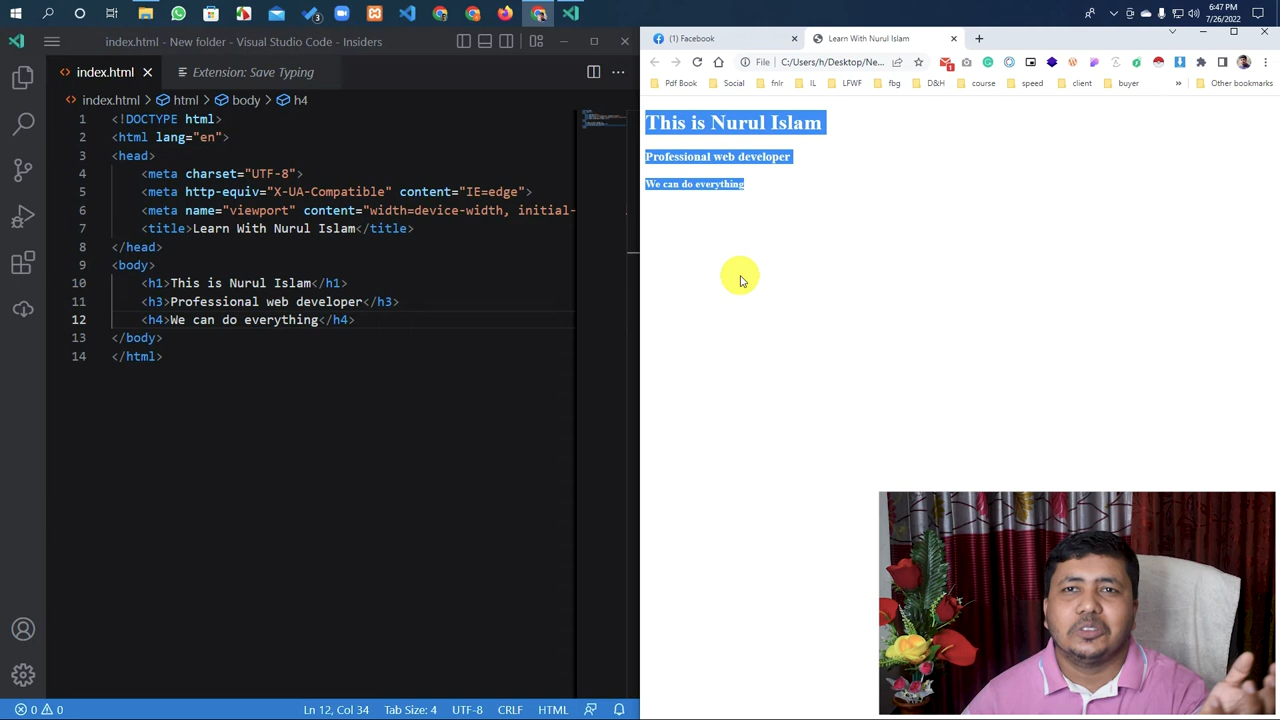 6:47 PM
7/26/2022
index.html - New folder - Visual Studio Code - Insiders
index.html
Extension: Save Typing
index.html > html > body > h4
1 <!DOCTYPE html>
2 <html lang="en">
3 <head>
4 <meta charset="UTF-8">
5 <meta http-equiv="X-UA-Compatible" content="IE=edge">
6 <meta name="viewport" content="width=device-width, initial-
7 <title>Learn With Nurul Islam</title>
8 </head>
9 <body>
10 <h1>This is Nurul Islam</h1>
11 <h3>Professional web developer</h3>
12 <h4>We can do everything</h4>
13 </body>
14 </html>
0 0 Ln 12, Col 34 Tab Size: 4 UTF-8 CRLF HTML
(1) Facebook
Learn With Nurul Islam
File C:/Users/h/Desktop/Ne...
Pdf Book Social fnlr IL LFWF fbg D&H course speed client buyer » Other bookmarks
This is Nurul Islam
Professional web developer
We can do everything